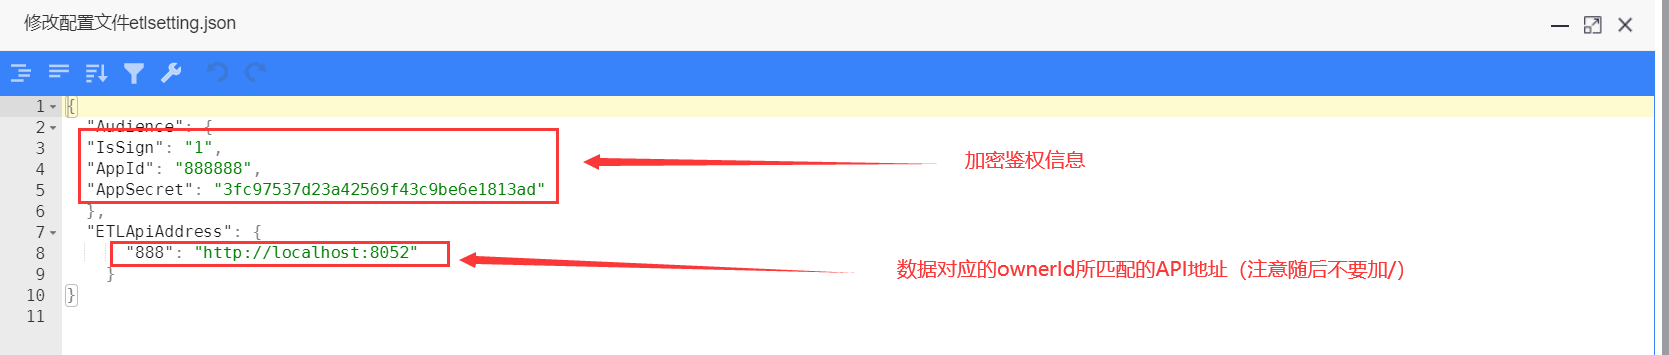 修改配置文件etlsetting.json
1 {
2 "Audience": {
3 "IsSign": "1",
4 "AppId": "888888",
5 "AppSecret": "3fc97537d23a42569f43c9be6e1813ad"
6 },
7 "ETLApiAddress": {
8 "888": "http://localhost:8052"
9 }
10 }
11
加密鉴权信息
数据对应的ownerId所匹配的API地址（注意随后不要加/）